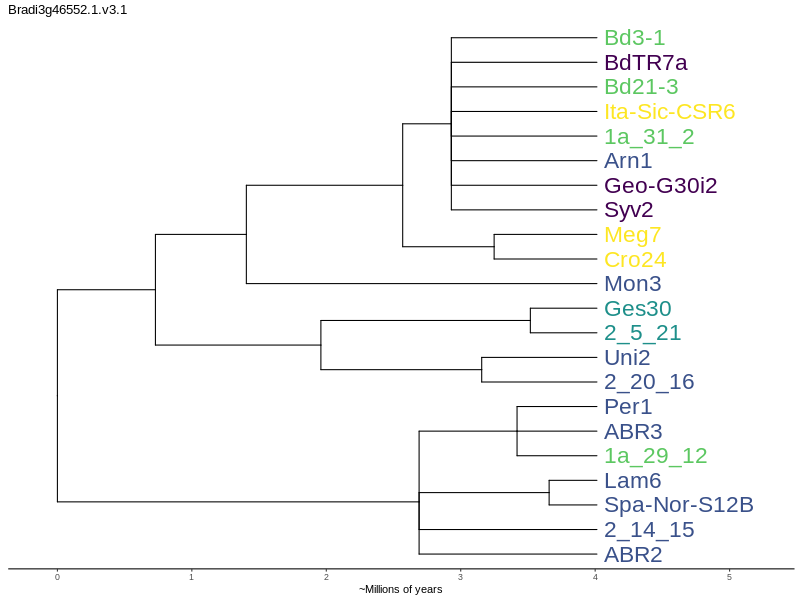 Bradi3g46552.1.v3.1
Bd3-1
BdTR7a
Bd21-3
Ita-Sic-CSR6
1a_31_2
Arn1
Geo-G30i2
Syv2
Meg7
Cro24
Mon3
Ges30
2_5_21
Uni2
2_20_16
Per1
ABR3
1a_29_12
Lam6
Spa-Nor-S12B
2_14_15
ABR2
0 1 2 3 4 5
~Millions of years